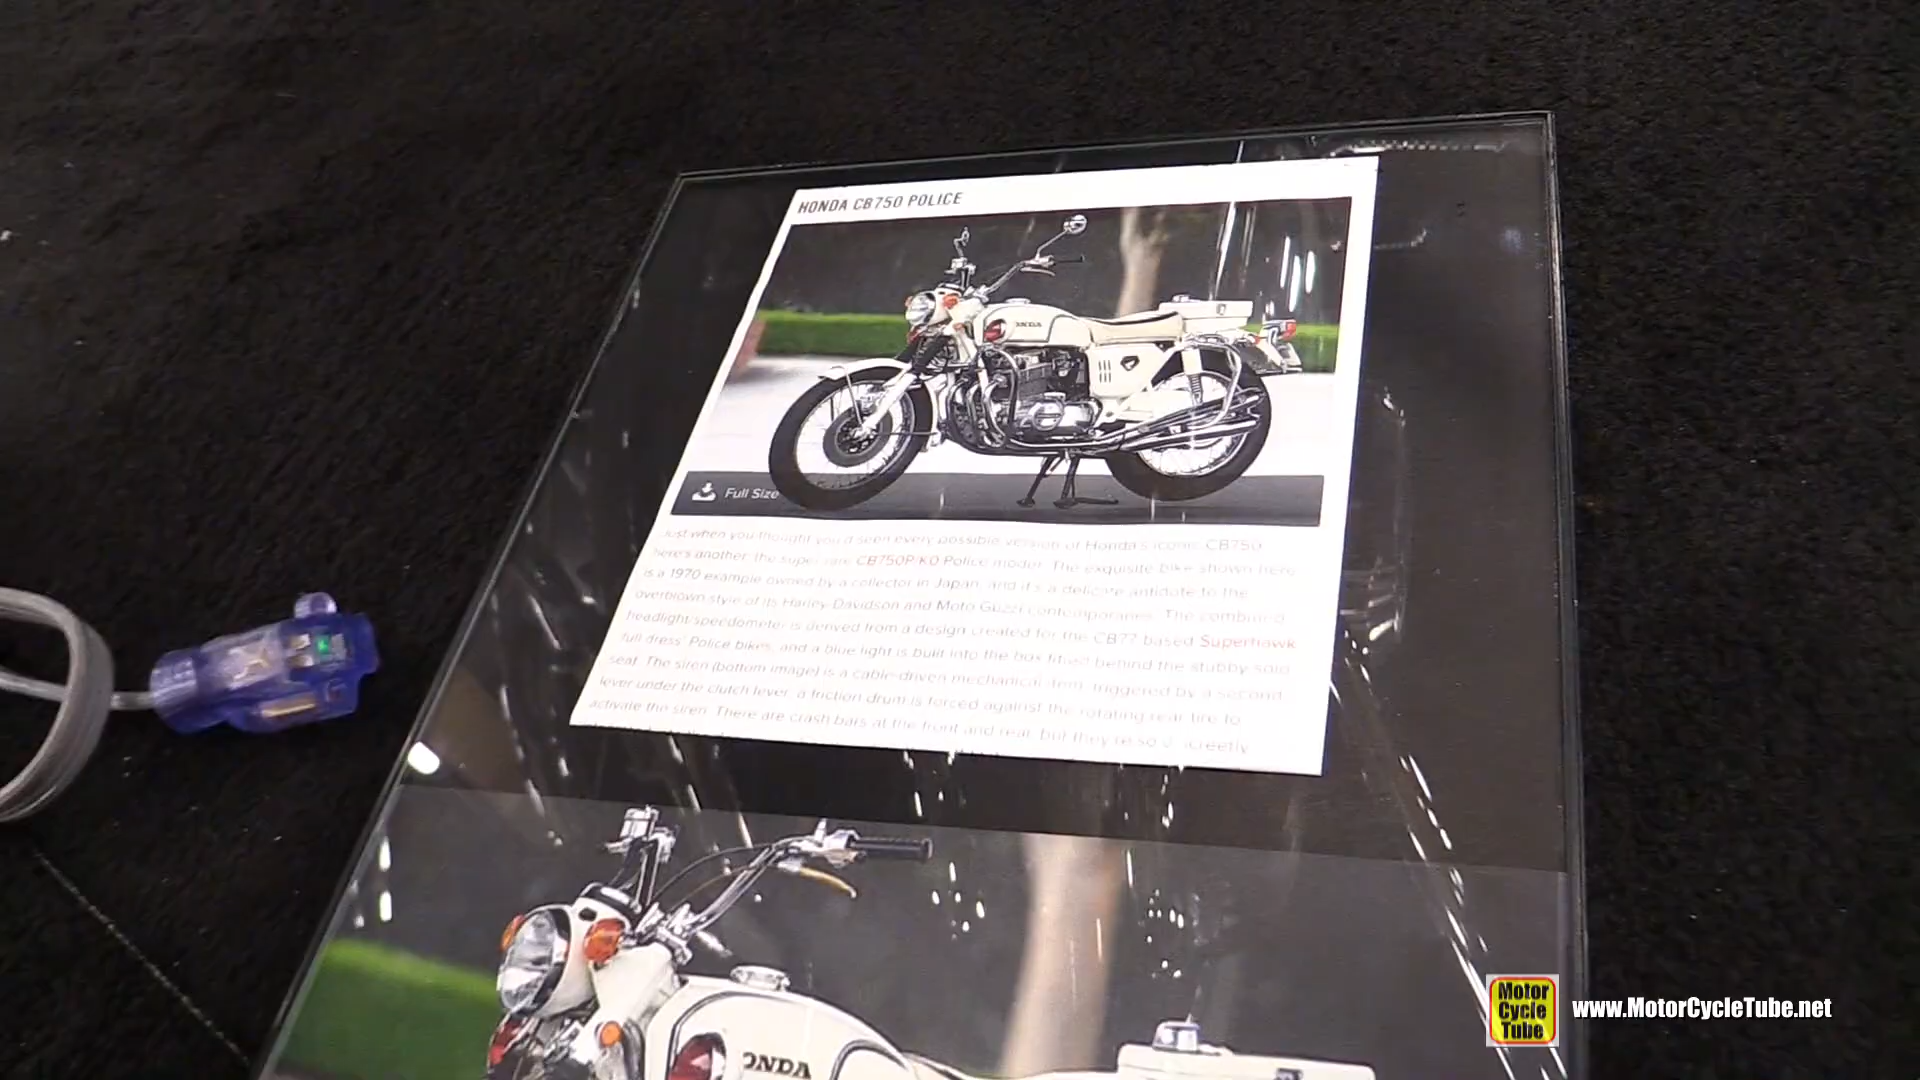 HONDA CB750 POLICE
HONDA
Full Size
Just when you thought you'd seen every possible version of Honda's iconic CB750
here's another: the super rare CB750P K0 Police model. The exquisite bike shown here
is a 1970 example owned by a collector in Japan, and it's a delicate antidote to the
overblown style of its Harley-Davidson and Moto Guzzi contemporaries. The combined
headlight/speedometer is derived from a design created for the CB77-based Superhawk
'full dress' Police bikes, and a blue light is built into the box fitted behind the stubby solo
seat. The siren (bottom image) is a cable-driven mechanical item, triggered by a second
lever under the clutch lever: a friction drum is forced against the rotating rear tire to
activate the siren. There are crash bars at the front and rear, but they're so discreetly
HONDA
Motor
Cycle
Tube
www.MotorCycleTube.net